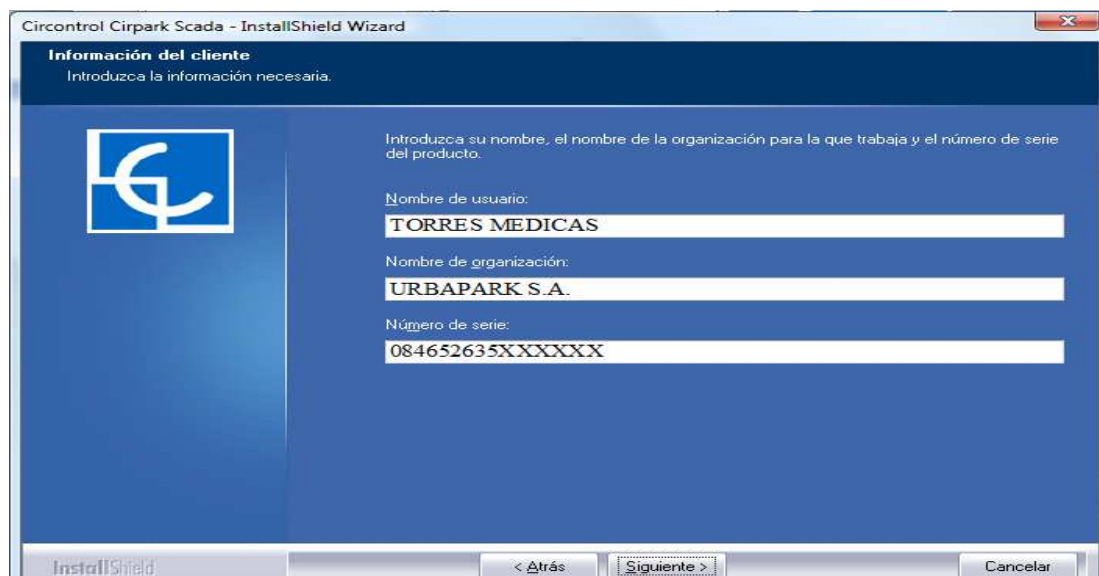 Circontrol Cirpark Scada - InstallShield Wizard
Información del cliente
Introduzca la información necesaria.
Introduzca su nombre, el nombre de la organización para la que trabaja y el número de serie
del producto.
Nombre de usuario:
TORRES MEDICAS
Nombre de organización:
URBAPARK S.A.
Número de serie:
084652635XXXXXX
InstallShield
< Atrás
Siguiente >
Cancelar